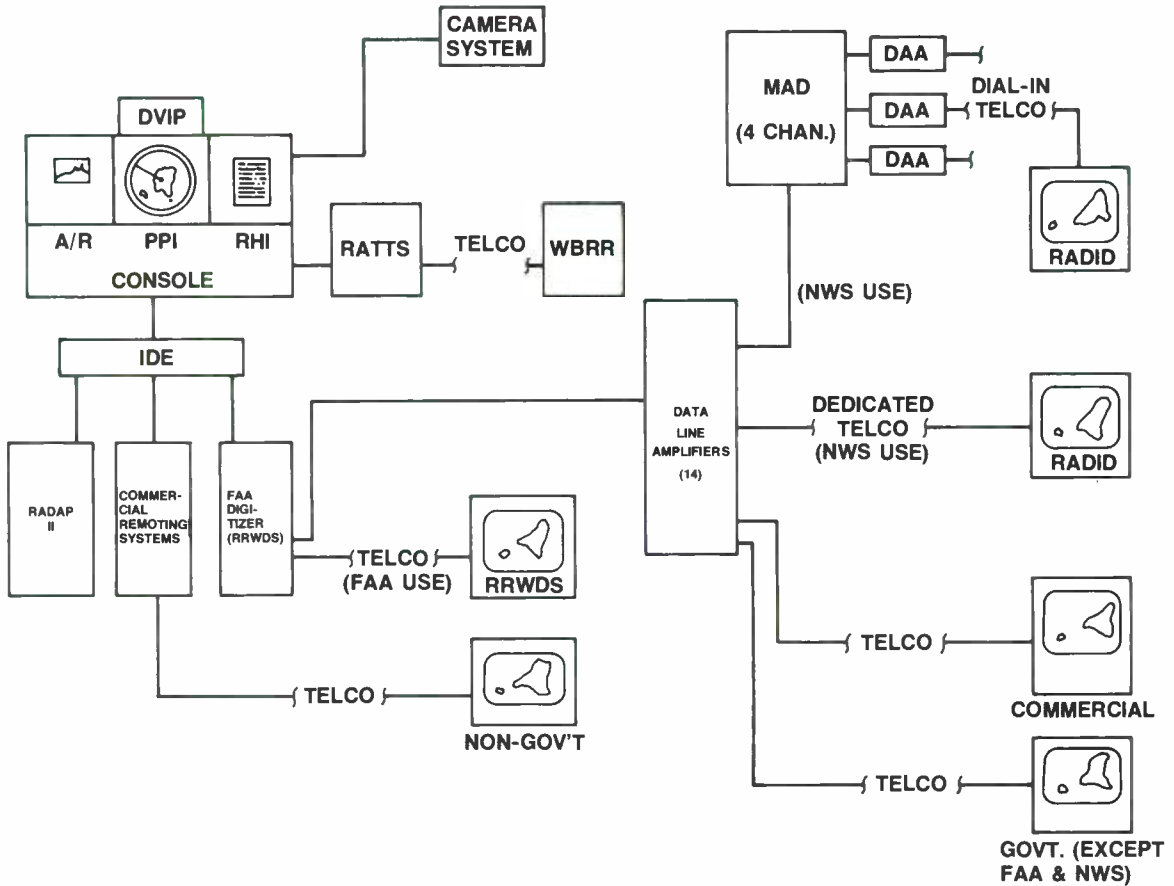 CAMERA
SYSTEM
DVIP
A/R
PPI
RHI
CONSOLE
RATTS
TELCO
WBRR
IDE
RADAP
II
COMMER-
CIAL
REMOTING
SYSTEMS
FAA
DIGI-
TIZER
(RRWDS)
TELCO
(FAA USE)
RRWDS
TELCO
NON-GOV'T
MAD
(4 CHAN.)
DAA
DAA
DAA
DIAL-IN
TELCO
RADID
(NWS USE)
DATA
LINE
AMPLIFIERS
(14)
DEDICATED
TELCO
(NWS USE)
RADID
TELCO
COMMERCIAL
TELCO
GOVT. (EXCEPT
FAA & NWS)